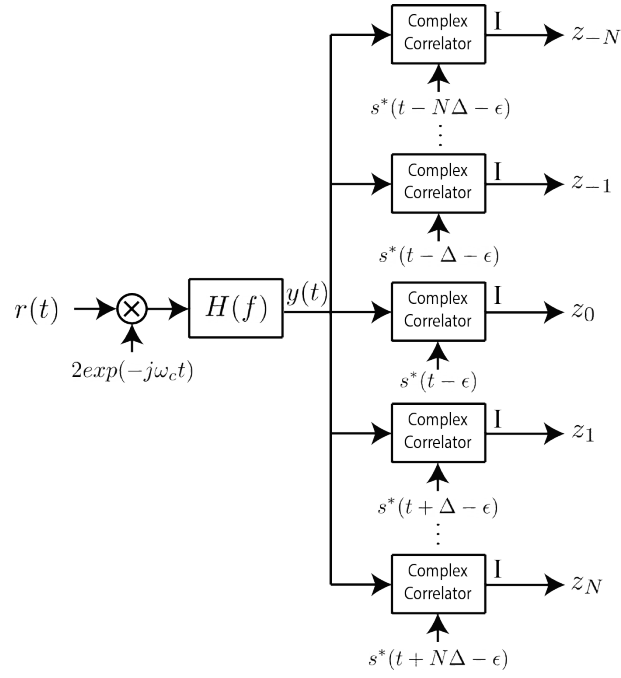 Complex
Correlator
I
z_{-N}
s^*(t − NΔ − ϵ)
Complex
Correlator
I
z_{-1}
s^*(t − Δ − ϵ)
r(t)
2exp(−jω_c t)
H(f)
y(t)
Complex
Correlator
I
z_0
s^*(t − ϵ)
Complex
Correlator
I
z_1
s^*(t + Δ − ϵ)
Complex
Correlator
I
z_N
s^*(t + NΔ − ϵ)